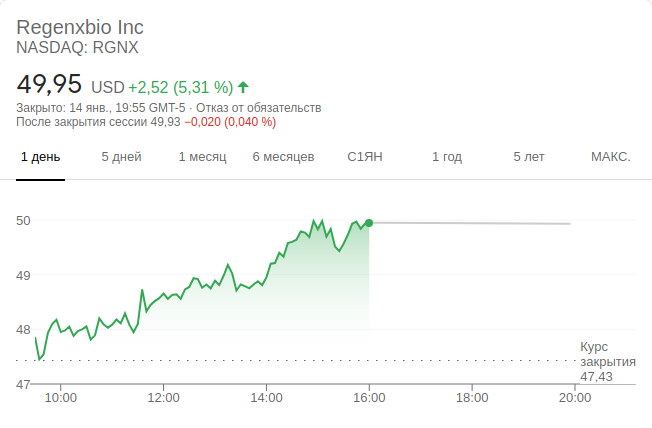 Regenxbio Inc
NASDAQ: RGNX
49,95 USD +2,52 (5,31 %)
Закрыто: 14 янв., 19:55 GMT-5 · Отказ от обязательств
После закрытия сессии 49,93 −0,020 (0,040 %)
1 день 5 дней 1 месяц 6 месяцев С1ЯН 1 год 5 лет МАКС.
50
49
48
Курс
закрытия
47,43
47
10:00 12:00 14:00 16:00 18:00 20:00